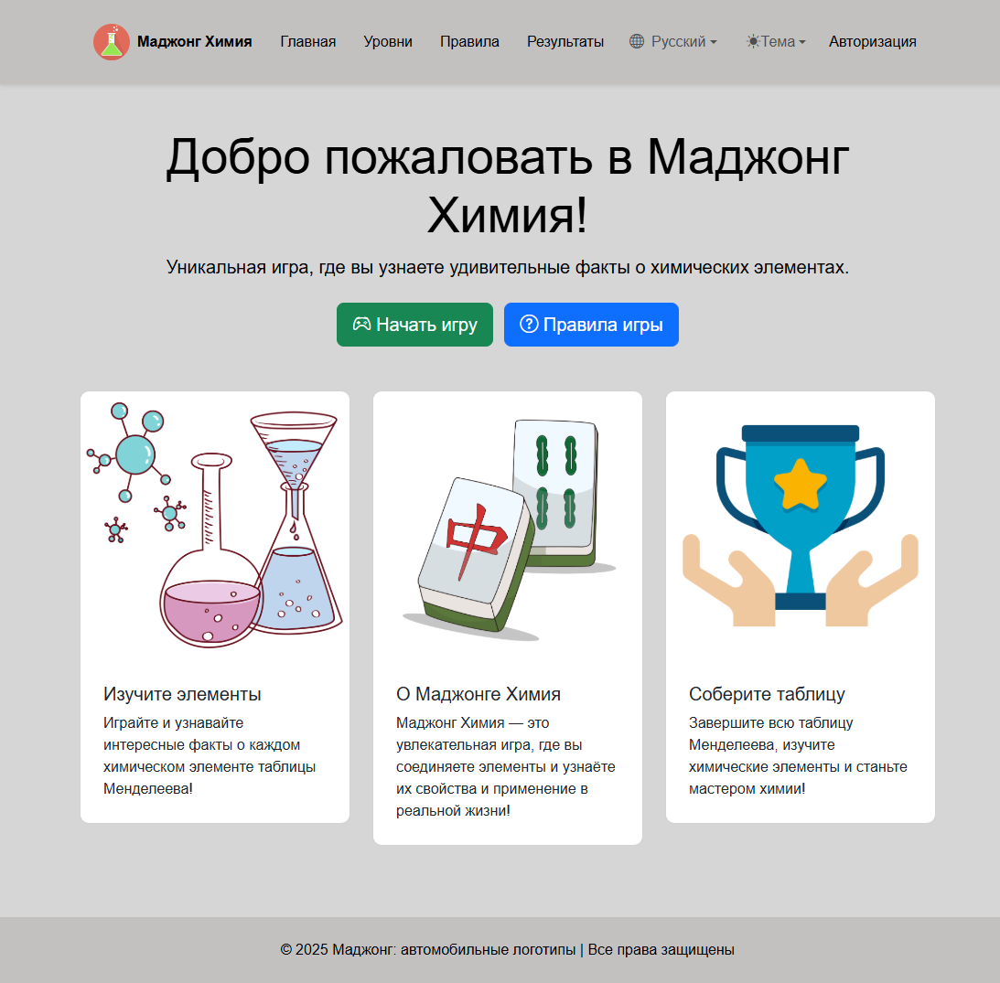 Маджонг Химия Главная Уровни Правила Результаты Русский Тема Авторизация
Добро пожаловать в Маджонг
Химия!
Уникальная игра, где вы узнаете удивительные факты о химических элементах.
Начать игру Правила игры
中
Изучите элементы
Играйте и узнавайте
интересные факты о каждом
химическом элементе таблицы
Менделеева!
О Маджонге Химия
Маджонг Химия — это
увлекательная игра, где вы
соединяете элементы и узнаёте
их свойства и применение в
реальной жизни!
Соберите таблицу
Завершите всю таблицу
Менделеева, изучите
химические элементы и станьте
мастером химии!
© 2025 Маджонг: автомобильные логотипы | Все права защищены